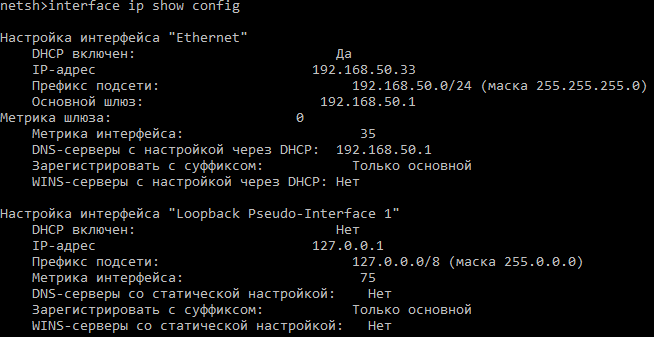 netsh>interface ip show config
Настройка интерфейса "Ethernet"
DHCP включен: Да
IP-адрес 192.168.50.33
Префикс подсети: 192.168.50.0/24 (маска 255.255.255.0)
Основной шлюз: 192.168.50.1
Метрика шлюза: 0
Метрика интерфейса: 35
DNS-серверы с настройкой через DHCP: 192.168.50.1
Зарегистрировать с суффиксом: Только основной
WINS-серверы с настройкой через DHCP: Нет
Настройка интерфейса "Loopback Pseudo-Interface 1"
DHCP включен: Нет
IP-адрес 127.0.0.1
Префикс подсети: 127.0.0.0/8 (маска 255.0.0.0)
Метрика интерфейса: 75
DNS-серверы со статической настройкой: Нет
Зарегистрировать с суффиксом: Только основной
WINS-серверы со статической настройкой: Нет